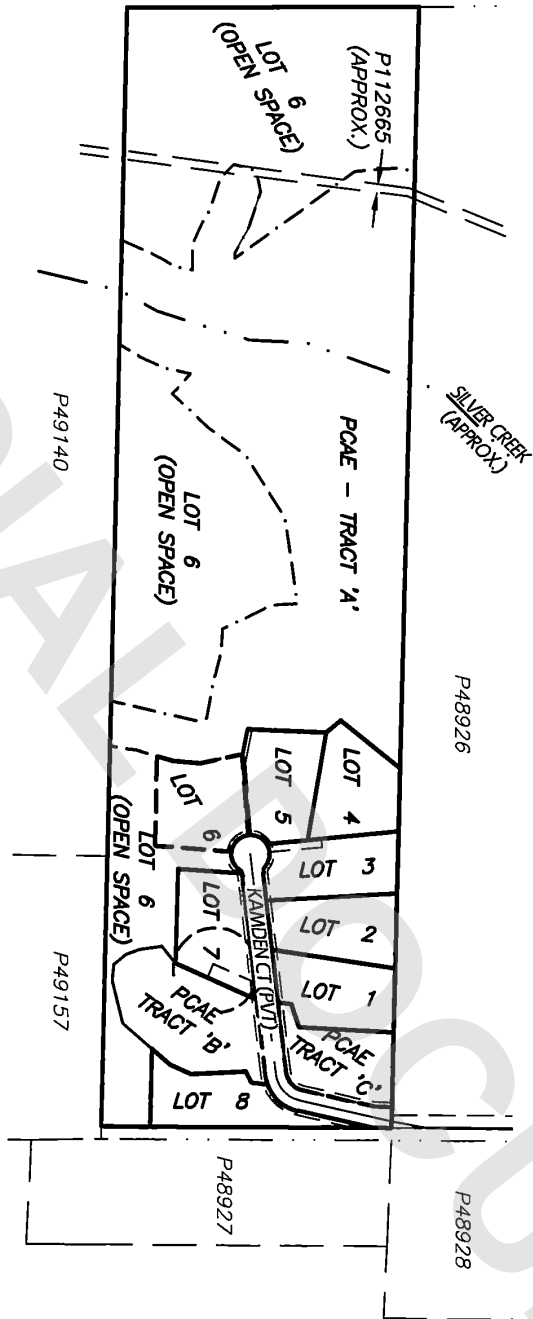 LOT 6
(OPEN SPACE)
P112665
(APPROX.)
SILVER CREEK
(APPROX.)
P49140
LOT 6
(OPEN SPACE)
PCAE - TRACT 'A'
P48926
LOT 5
LOT 4
LOT 6
LOT 6
(OPEN SPACE)
LOT 3
LOT 2
LOT 1
LOT 7
KAMDEN CT (PVT)
P49157
PCAE
TRACT 'B'
PCAE
TRACT 'C'
LOT 8
P48927
P48928